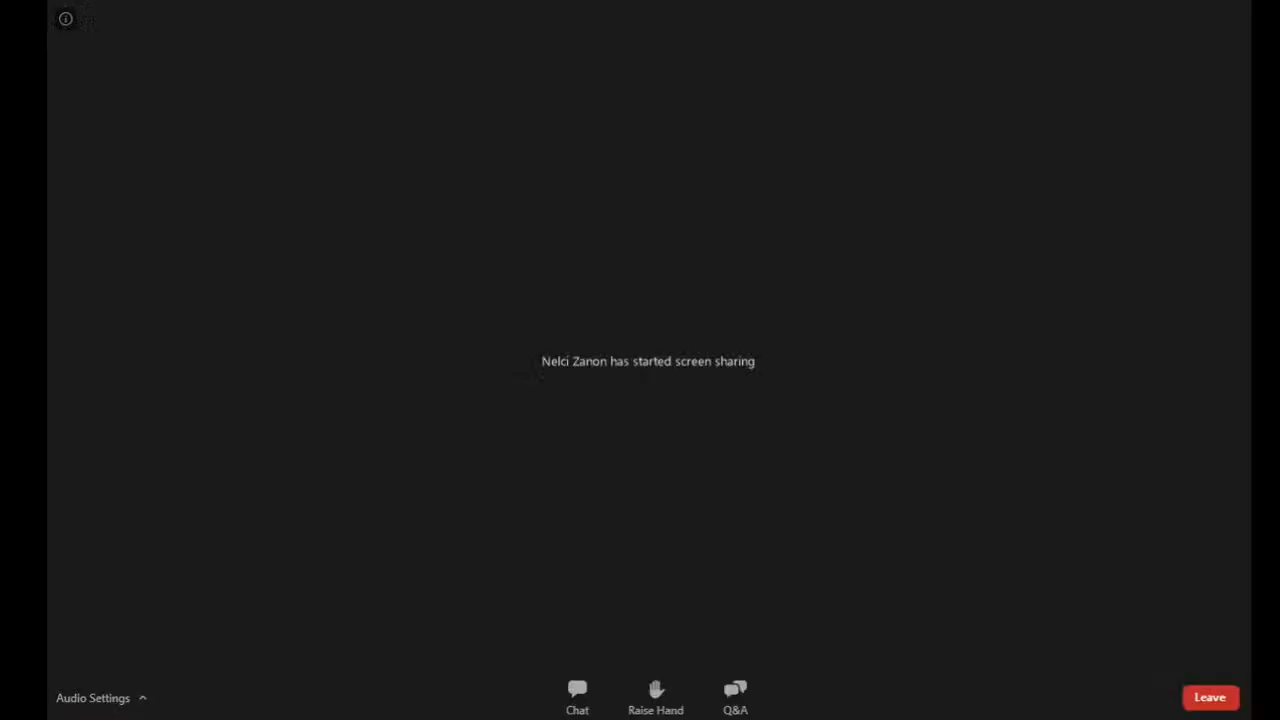 Nelci Zanon has started screen sharing
Audio Settings
Chat
Raise Hand
Q&A
Leave